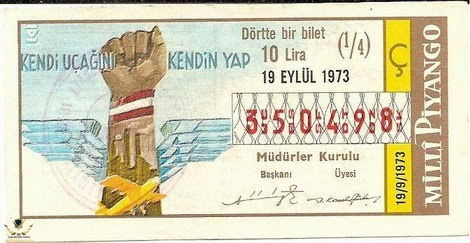 KENDİ UÇAĞINI KENDİN YAP
Dörtte bir bilet
10 Lira
(1/4)
19 EYLÜL 1973
350498
Müdürler Kurulu
Başkanı Üyesi
Ç
19/9/1973
MİLLİ PİYANGO